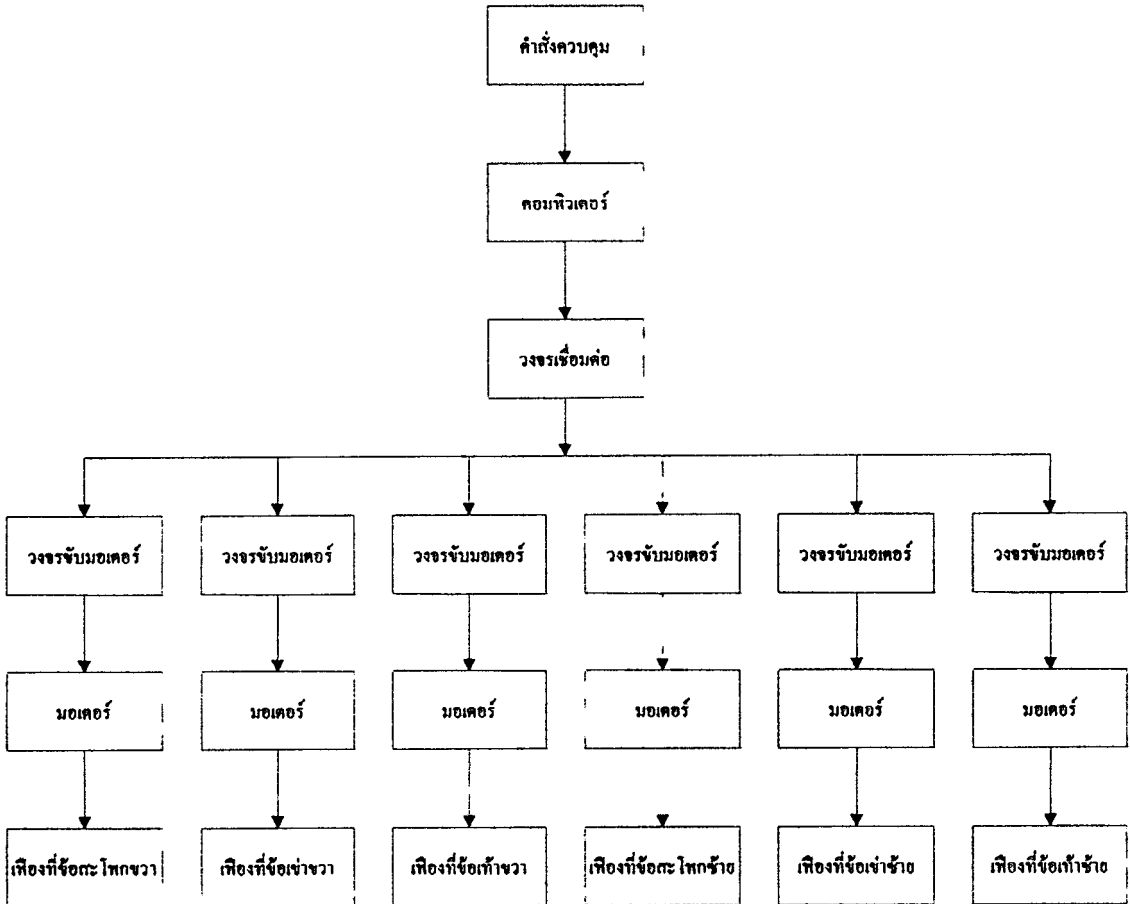 คำสั่งควบคุม
คอมพิวเตอร์
วงจรเชื่อมต่อ
วงจรขับมอเตอร์
วงจรขับมอเตอร์
วงจรขับมอเตอร์
วงจรขับมอเตอร์
วงจรขับมอเตอร์
วงจรขับมอเตอร์
มอเตอร์
มอเตอร์
มอเตอร์
มอเตอร์
มอเตอร์
มอเตอร์
เฟืองที่ข้อสะโพกขวา
เฟืองที่ข้อเข่าขวา
เฟืองที่ข้อเท้าขวา
เฟืองที่ข้อสะโพกซ้าย
เฟืองที่ข้อเข่าซ้าย
เฟืองที่ข้อเท้าซ้าย